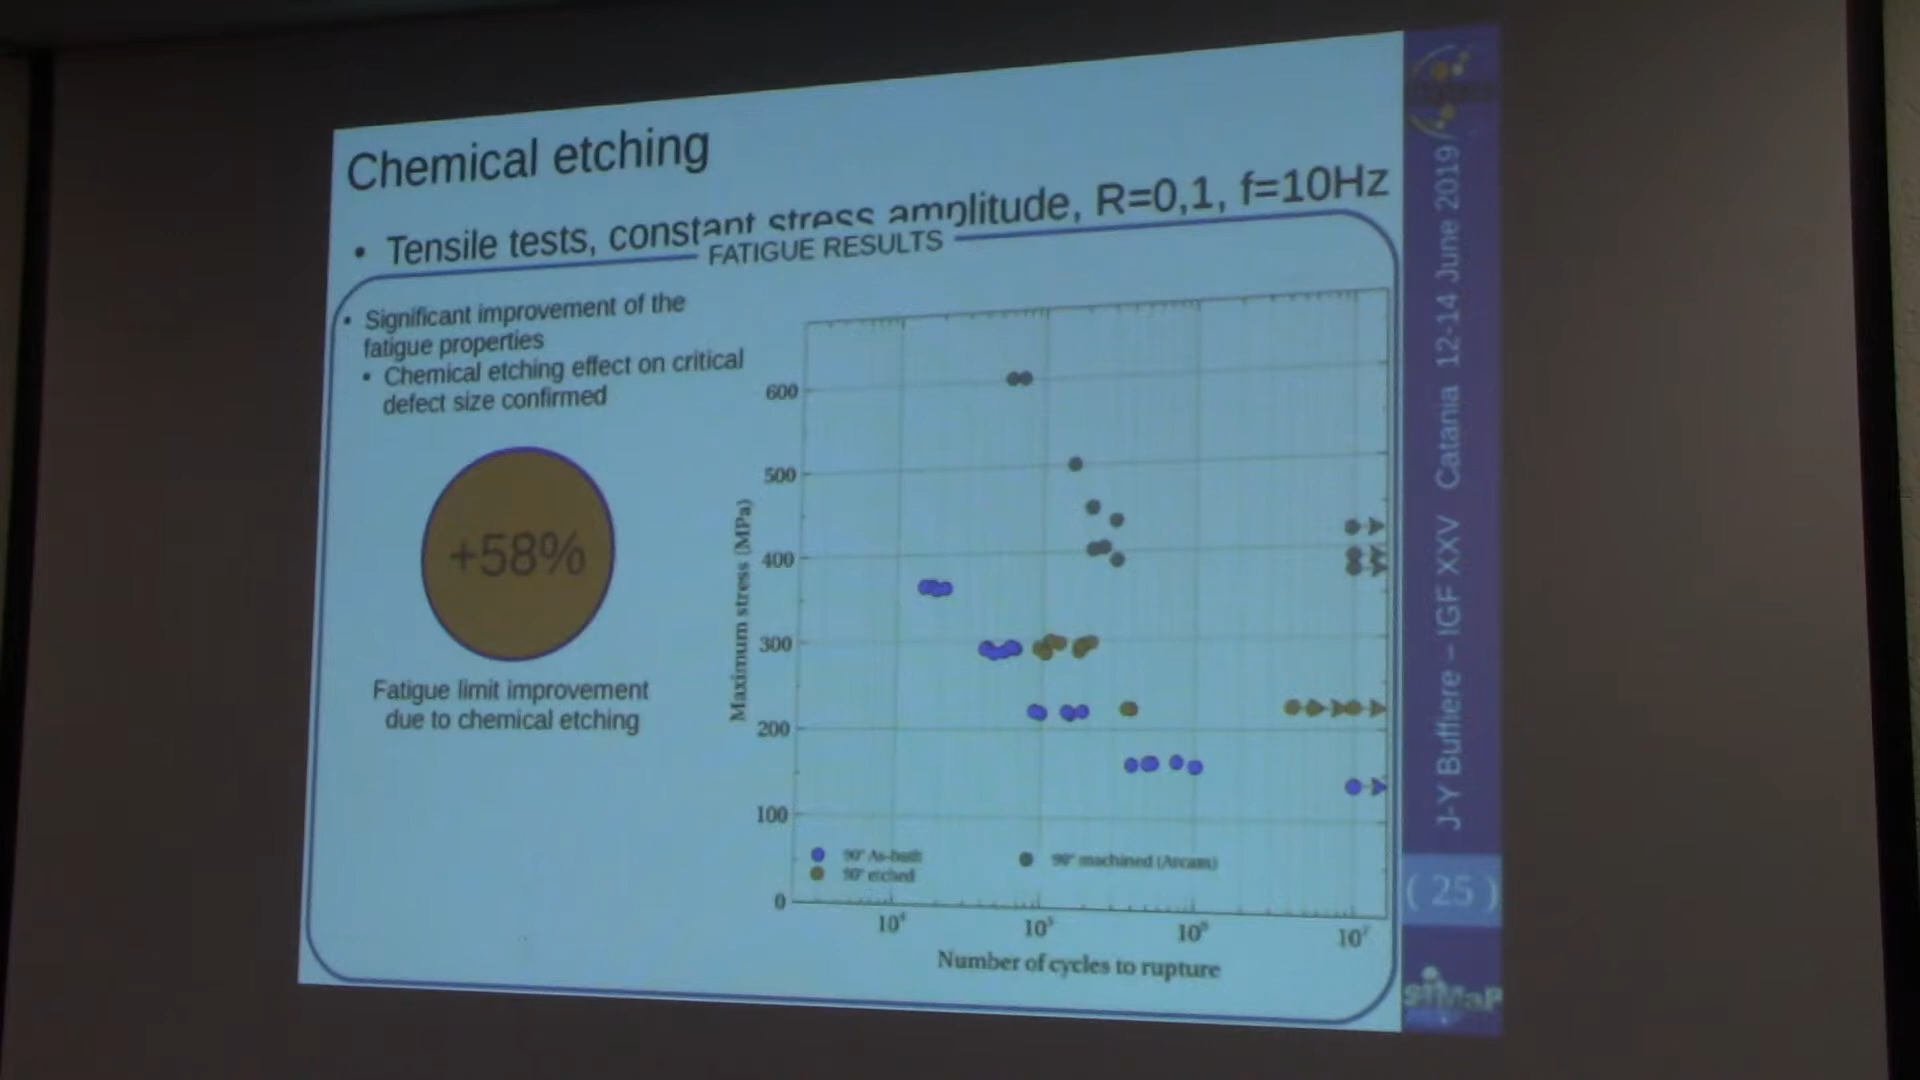 Chemical etching
• Tensile tests, constant stress amplitude, R=0,1, f=10Hz
FATIGUE RESULTS
• Significant improvement of the
fatigue properties
• Chemical etching effect on critical
defect size confirmed
+58%
Fatigue limit improvement
due to chemical etching
Maximum stress (MPa)
600
500
400
300
200
100
0
90° As-built
90° etched
90° machined (Arcam)
10⁴
10⁵
10⁶
10⁷
Number of cycles to rupture
J-Y Buffiere – IGF XXV Catania 12-14 June 2019
( 25 )
SIMaP